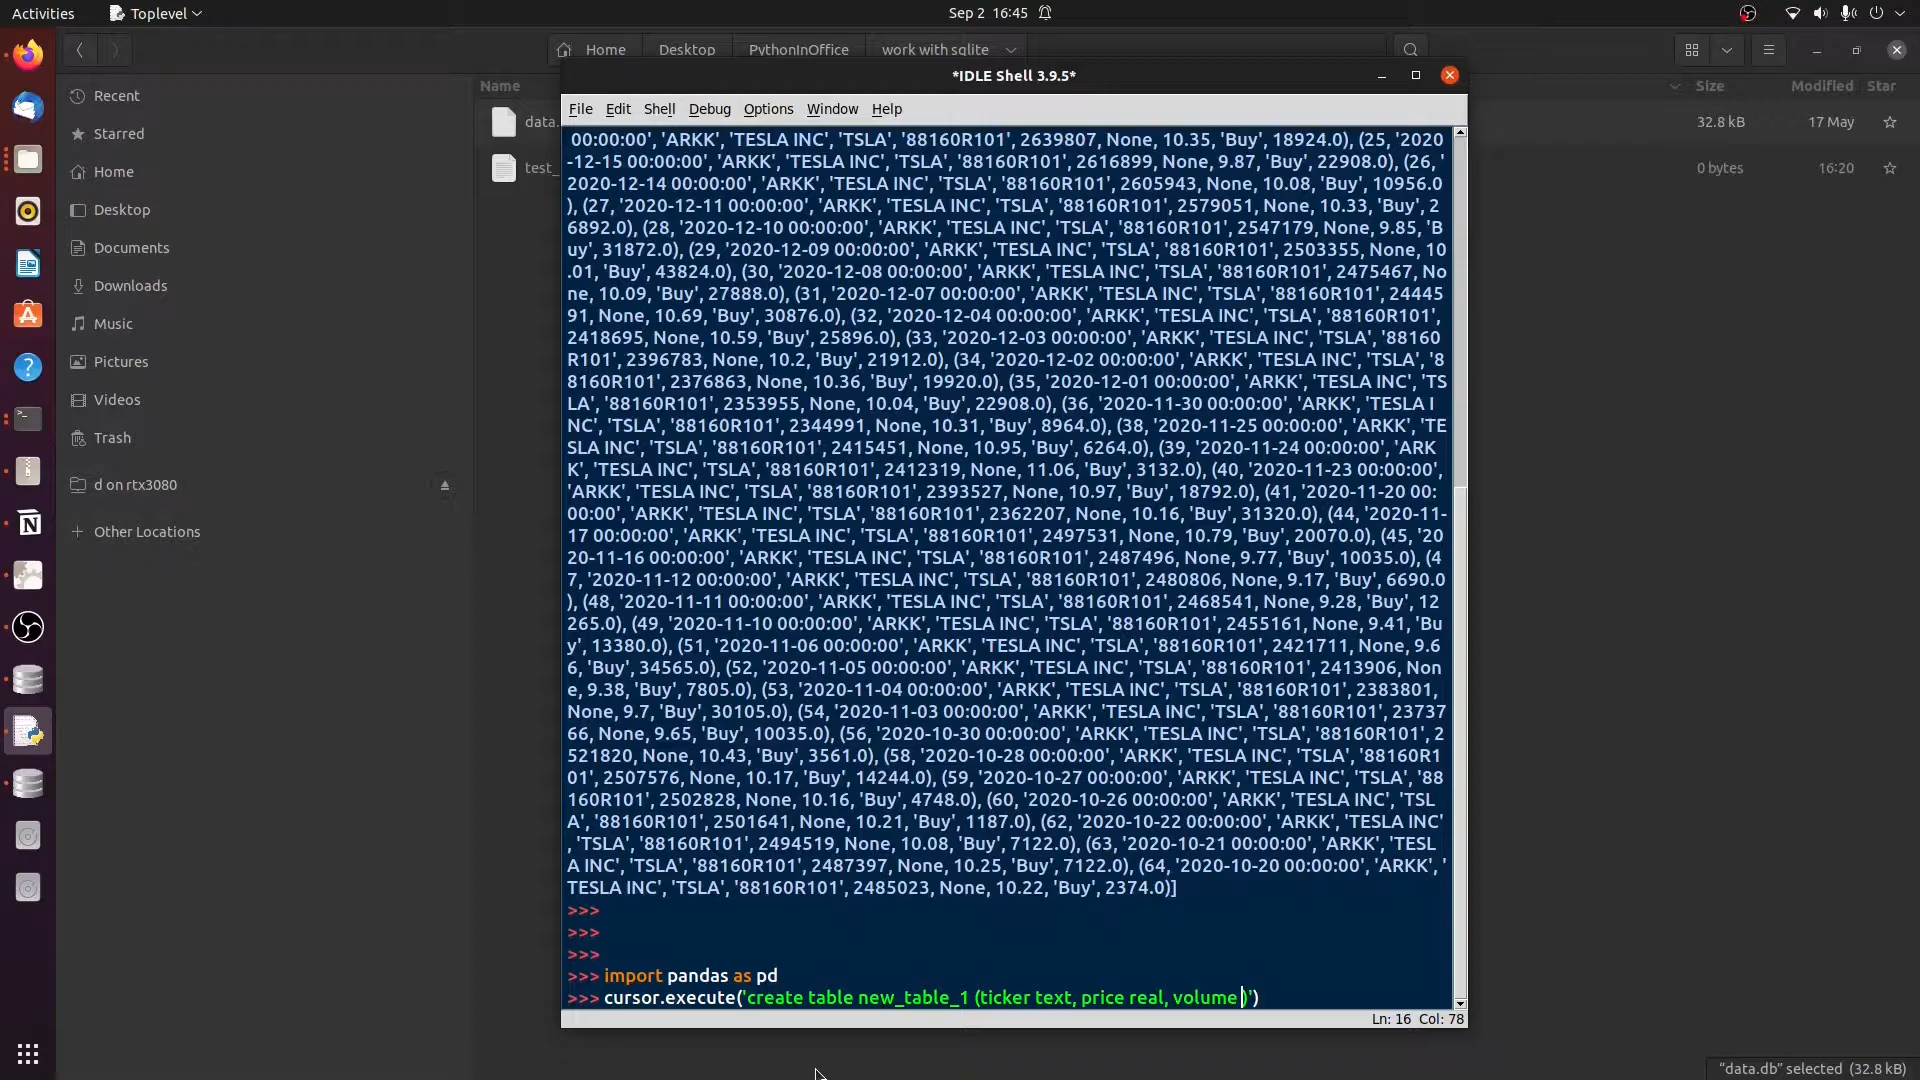 Activities
Toplevel
Sep 2 16:45
Home
Desktop
PythonInOffice
work with sqlite
Recent
Starred
Home
Desktop
Documents
Downloads
Music
Pictures
Videos
Trash
d on rtx3080
+ Other Locations
Name
Size
Modified
Star
data.
32.8 kB
17 May
test_
0 bytes
16:20
*IDLE Shell 3.9.5*
File Edit Shell Debug Options Window Help
00:00:00', 'ARKK', 'TESLA INC', 'TSLA', '88160R101', 2639807, None, 10.35, 'Buy', 18924.0), (25, '2020
-12-15 00:00:00', 'ARKK', 'TESLA INC', 'TSLA', '88160R101', 2616899, None, 9.87, 'Buy', 22908.0), (26, '
2020-12-14 00:00:00', 'ARKK', 'TESLA INC', 'TSLA', '88160R101', 2605943, None, 10.08, 'Buy', 10956.0
), (27, '2020-12-11 00:00:00', 'ARKK', 'TESLA INC', 'TSLA', '88160R101', 2579051, None, 10.33, 'Buy', 2
6892.0), (28, '2020-12-10 00:00:00', 'ARKK', 'TESLA INC', 'TSLA', '88160R101', 2547179, None, 9.85, 'B
uy', 31872.0), (29, '2020-12-09 00:00:00', 'ARKK', 'TESLA INC', 'TSLA', '88160R101', 2503355, None, 10
.01, 'Buy', 43824.0), (30, '2020-12-08 00:00:00', 'ARKK', 'TESLA INC', 'TSLA', '88160R101', 2475467, No
ne, 10.09, 'Buy', 27888.0), (31, '2020-12-07 00:00:00', 'ARKK', 'TESLA INC', 'TSLA', '88160R101', 24445
91, None, 10.69, 'Buy', 30876.0), (32, '2020-12-04 00:00:00', 'ARKK', 'TESLA INC', 'TSLA', '88160R101',
2418695, None, 10.59, 'Buy', 25896.0), (33, '2020-12-03 00:00:00', 'ARKK', 'TESLA INC', 'TSLA', '88160
R101', 2396783, None, 10.2, 'Buy', 21912.0), (34, '2020-12-02 00:00:00', 'ARKK', 'TESLA INC', 'TSLA', '8
8160R101', 2376863, None, 10.36, 'Buy', 19920.0), (35, '2020-12-01 00:00:00', 'ARKK', 'TESLA INC', 'TS
LA', '88160R101', 2353955, None, 10.04, 'Buy', 22908.0), (36, '2020-11-30 00:00:00', 'ARKK', 'TESLA I
NC', 'TSLA', '88160R101', 2344991, None, 10.31, 'Buy', 8964.0), (38, '2020-11-25 00:00:00', 'ARKK', 'TE
SLA INC', 'TSLA', '88160R101', 2415451, None, 10.95, 'Buy', 6264.0), (39, '2020-11-24 00:00:00', 'ARK
K', 'TESLA INC', 'TSLA', '88160R101', 2412319, None, 11.06, 'Buy', 3132.0), (40, '2020-11-23 00:00:00',
'ARKK', 'TESLA INC', 'TSLA', '88160R101', 2393527, None, 10.97, 'Buy', 18792.0), (41, '2020-11-20 00:
00:00', 'ARKK', 'TESLA INC', 'TSLA', '88160R101', 2362207, None, 10.16, 'Buy', 31320.0), (44, '2020-11-
17 00:00:00', 'ARKK', 'TESLA INC', 'TSLA', '88160R101', 2497531, None, 10.79, 'Buy', 20070.0), (45, '20
20-11-16 00:00:00', 'ARKK', 'TESLA INC', 'TSLA', '88160R101', 2487496, None, 9.77, 'Buy', 10035.0), (4
7, '2020-11-12 00:00:00', 'ARKK', 'TESLA INC', 'TSLA', '88160R101', 2480806, None, 9.17, 'Buy', 6690.0
), (48, '2020-11-11 00:00:00', 'ARKK', 'TESLA INC', 'TSLA', '88160R101', 2468541, None, 9.28, 'Buy', 12
265.0), (49, '2020-11-10 00:00:00', 'ARKK', 'TESLA INC', 'TSLA', '88160R101', 2455161, None, 9.41, 'Bu
y', 13380.0), (51, '2020-11-06 00:00:00', 'ARKK', 'TESLA INC', 'TSLA', '88160R101', 2421711, None, 9.6
6, 'Buy', 34565.0), (52, '2020-11-05 00:00:00', 'ARKK', 'TESLA INC', 'TSLA', '88160R101', 2413906, Non
e, 9.38, 'Buy', 7805.0), (53, '2020-11-04 00:00:00', 'ARKK', 'TESLA INC', 'TSLA', '88160R101', 2383801,
None, 9.7, 'Buy', 30105.0), (54, '2020-11-03 00:00:00', 'ARKK', 'TESLA INC', 'TSLA', '88160R101', 23737
66, None, 9.65, 'Buy', 10035.0), (56, '2020-10-30 00:00:00', 'ARKK', 'TESLA INC', 'TSLA', '88160R101', 2
521820, None, 10.43, 'Buy', 3561.0), (58, '2020-10-28 00:00:00', 'ARKK', 'TESLA INC', 'TSLA', '88160R1
01', 2507576, None, 10.17, 'Buy', 14244.0), (59, '2020-10-27 00:00:00', 'ARKK', 'TESLA INC', 'TSLA', '88
160R101', 2502828, None, 10.16, 'Buy', 4748.0), (60, '2020-10-26 00:00:00', 'ARKK', 'TESLA INC', 'TSL
A', '88160R101', 2501641, None, 10.21, 'Buy', 1187.0), (62, '2020-10-22 00:00:00', 'ARKK', 'TESLA INC'
, 'TSLA', '88160R101', 2494519, None, 10.08, 'Buy', 7122.0), (63, '2020-10-21 00:00:00', 'ARKK', 'TESL
A INC', 'TSLA', '88160R101', 2487397, None, 10.25, 'Buy', 7122.0), (64, '2020-10-20 00:00:00', 'ARKK', '
TESLA INC', 'TSLA', '88160R101', 2485023, None, 10.22, 'Buy', 2374.0)]
>>>
>>>
>>>
>>> import pandas as pd
>>> cursor.execute('create table new_table_1 (ticker text, price real, volume )')
Ln: 16 Col: 78
"data.db" selected (32.8 kB)